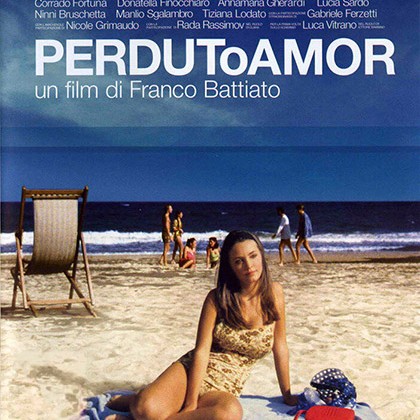 Corrado Fortuna Donatella Finocchiaro Annamaria Gherardi Lucia Sardo
Ninni Bruschetta Manlio Sgalambro Tiziana Lodato Gabriele Ferzetti
Nicole Grimaudo Rada Rassimov Luca Vitrano
PERDUToAMOR
un film di Franco Battiato